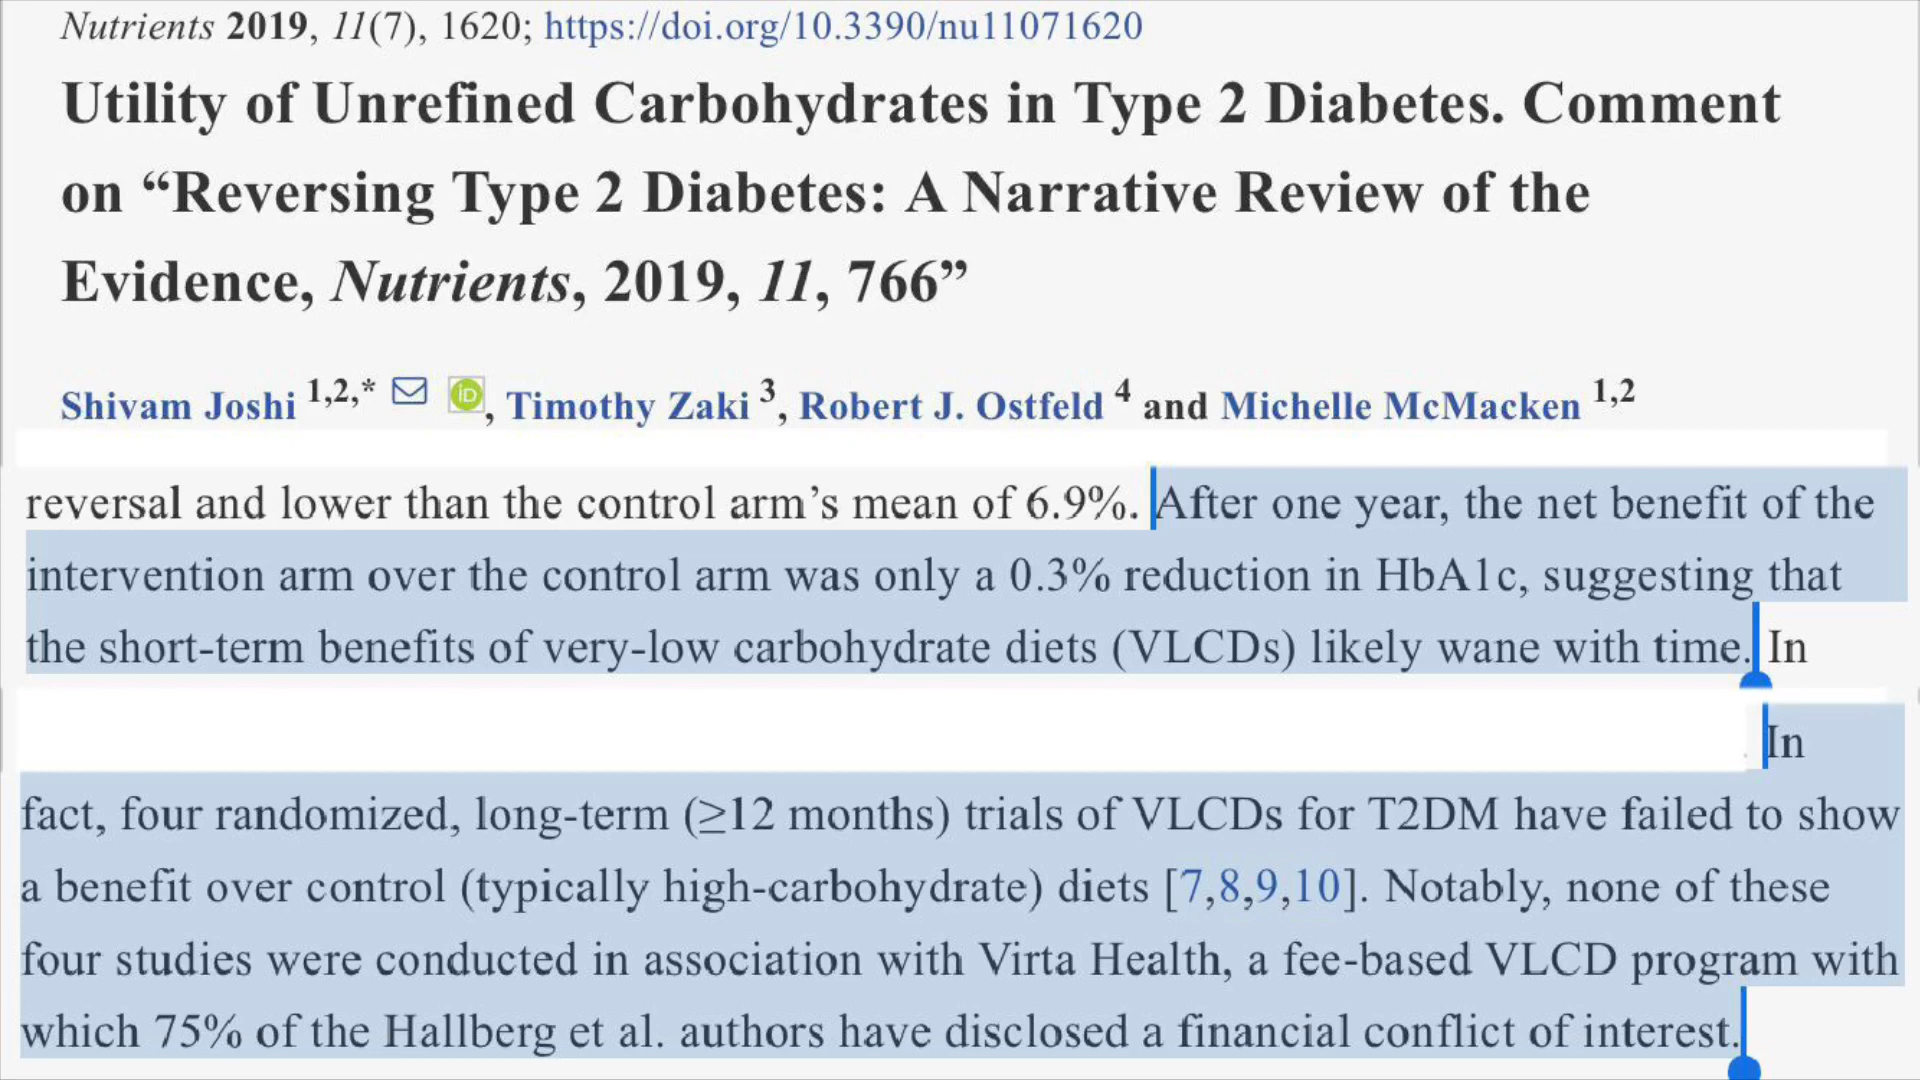 Nutrients 2019, 11(7), 1620; https://doi.org/10.3390/nu11071620
Utility of Unrefined Carbohydrates in Type 2 Diabetes. Comment
on “Reversing Type 2 Diabetes: A Narrative Review of the
Evidence, Nutrients, 2019, 11, 766”
Shivam Joshi 1,2,* iD, Timothy Zaki 3, Robert J. Ostfeld 4 and Michelle McMacken 1,2
reversal and lower than the control arm’s mean of 6.9%. After one year, the net benefit of the
intervention arm over the control arm was only a 0.3% reduction in HbA1c, suggesting that
the short-term benefits of very-low carbohydrate diets (VLCDs) likely wane with time. In
In
fact, four randomized, long-term (≥12 months) trials of VLCDs for T2DM have failed to show
a benefit over control (typically high-carbohydrate) diets [7,8,9,10]. Notably, none of these
four studies were conducted in association with Virta Health, a fee-based VLCD program with
which 75% of the Hallberg et al. authors have disclosed a financial conflict of interest.